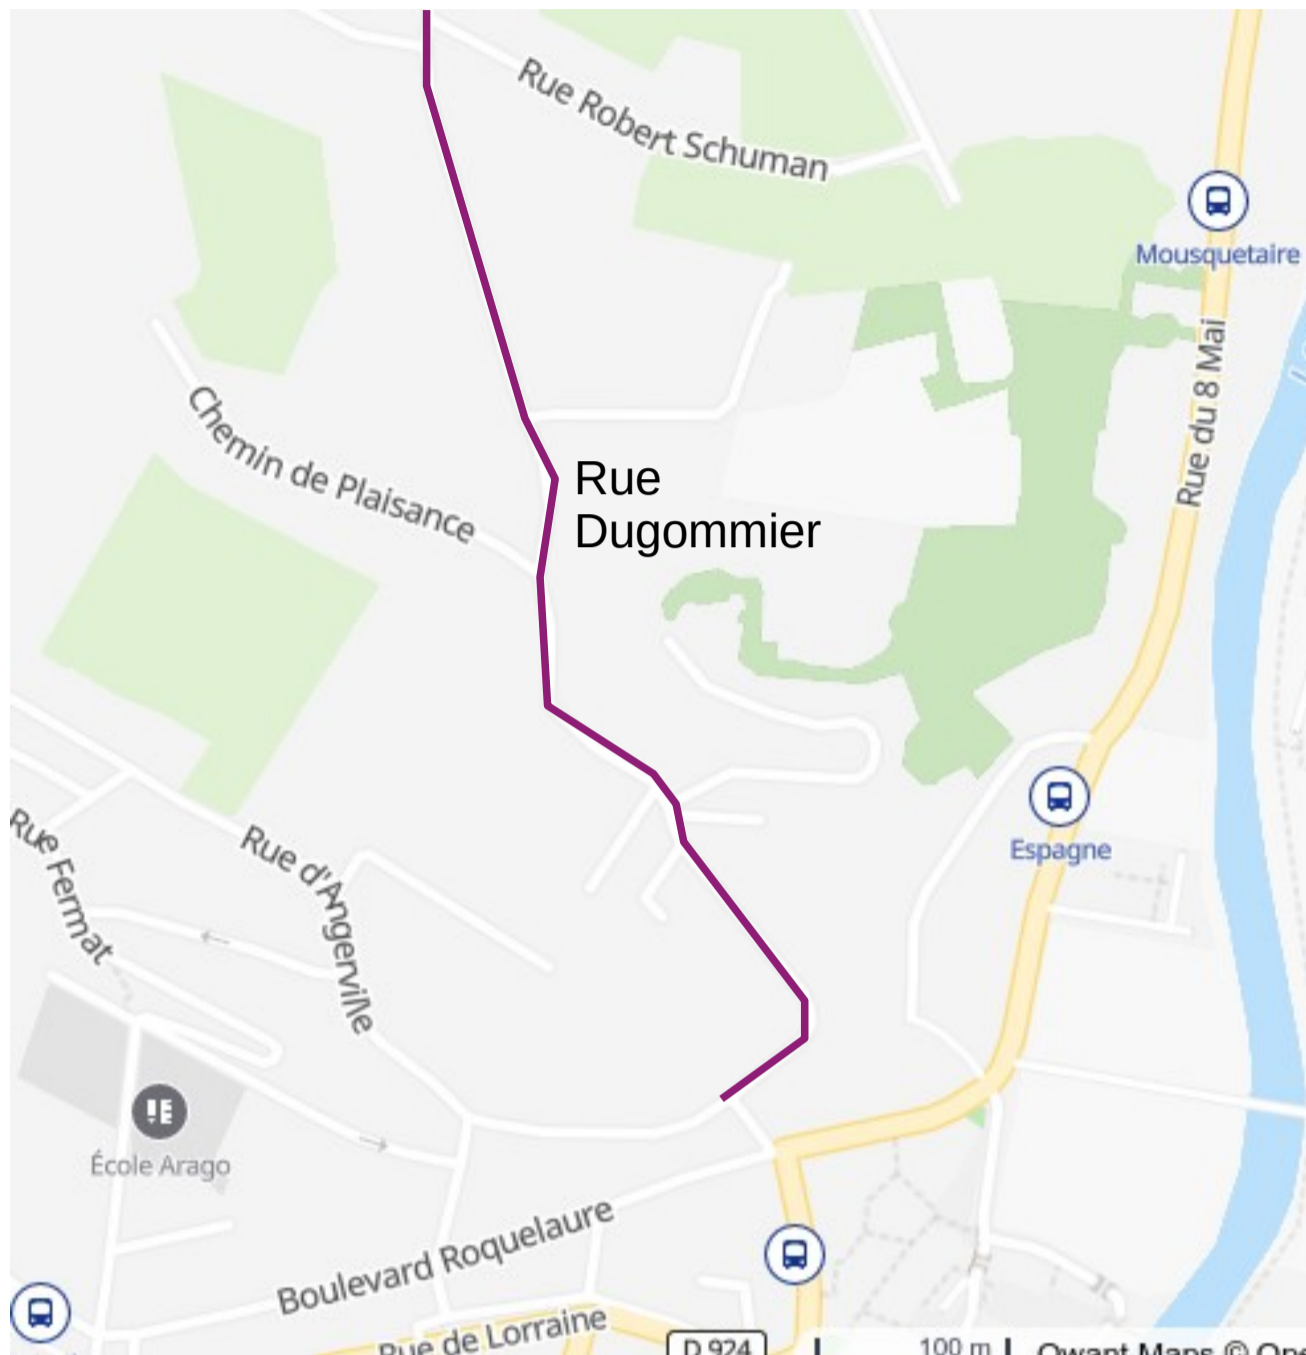 Rue Robert Schuman
Mousquetaire
Rue du 8 Mai
Chemin de Plaisance
Rue
Dugommier
Rue Fermat
Rue d'Angerville
Espagne
École Arago
Boulevard Roquelaure
Rue de Lorraine
D 924
100 m
Qwant Maps ©